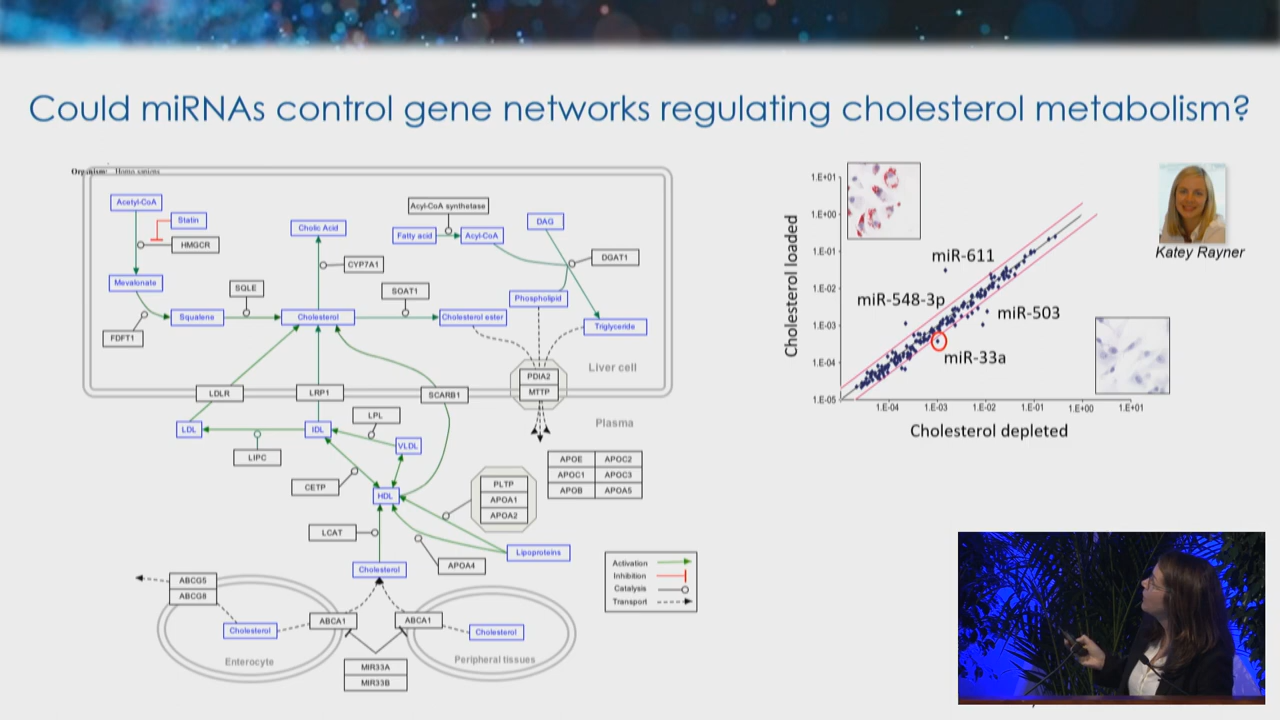 Could miRNAs control gene networks regulating cholesterol metabolism?
Organism: Homo sapiens
Acetyl-CoA
Statin
HMGCR
Mevalonate
FDFT1
Squalene
SQLE
Cholic Acid
CYP7A1
Cholesterol
SOAT1
Cholesterol ester
Acyl-CoA synthetase
Fatty acid
Acyl-CoA
DAG
DGAT1
Phospholipid
Triglyceride
Liver cell
PDIA2
MTTP
LDLR
LRP1
SCARB1
Plasma
LDL
IDL
LPL
VLDL
LIPC
CETP
HDL
PLTP
APOA1
APOA2
APOE APOC2
APOC1 APOC3
APOB APOA5
LCAT
APOA4
Lipoproteins
Cholesterol
ABCG5
ABCG8
Cholesterol
Enterocyte
ABCA1
ABCA1
Cholesterol
Peripheral tissues
MIR33A
MIR33B
Activation
Inhibition
Catalysis
Transport
Cholesterol loaded
1.E+01
1.E+00
1.E-01
1.E-02
1.E-03
1.E-04
1.E-05
miR-611
miR-548-3p
miR-503
miR-33a
1.E-04 1.E-03 1.E-02 1.E-01 1.E+00 1.E+01
Cholesterol depleted
Katey Rayner